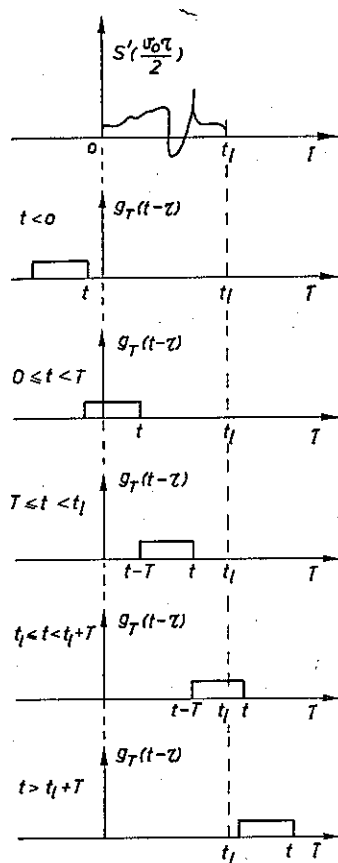 S'(υ₀τ/2)
0 t_l T
g_T(t-τ)
t<0
t t_l T
g_T(t-τ)
0≤t<T
t t_l T
g_T(t-τ)
T≤t<t_l
t-T t t_l T
g_T(t-τ)
t_l≤t<t_l+T
t-T t_l t T
g_T(t-τ)
t>t_l+T
t_l t T